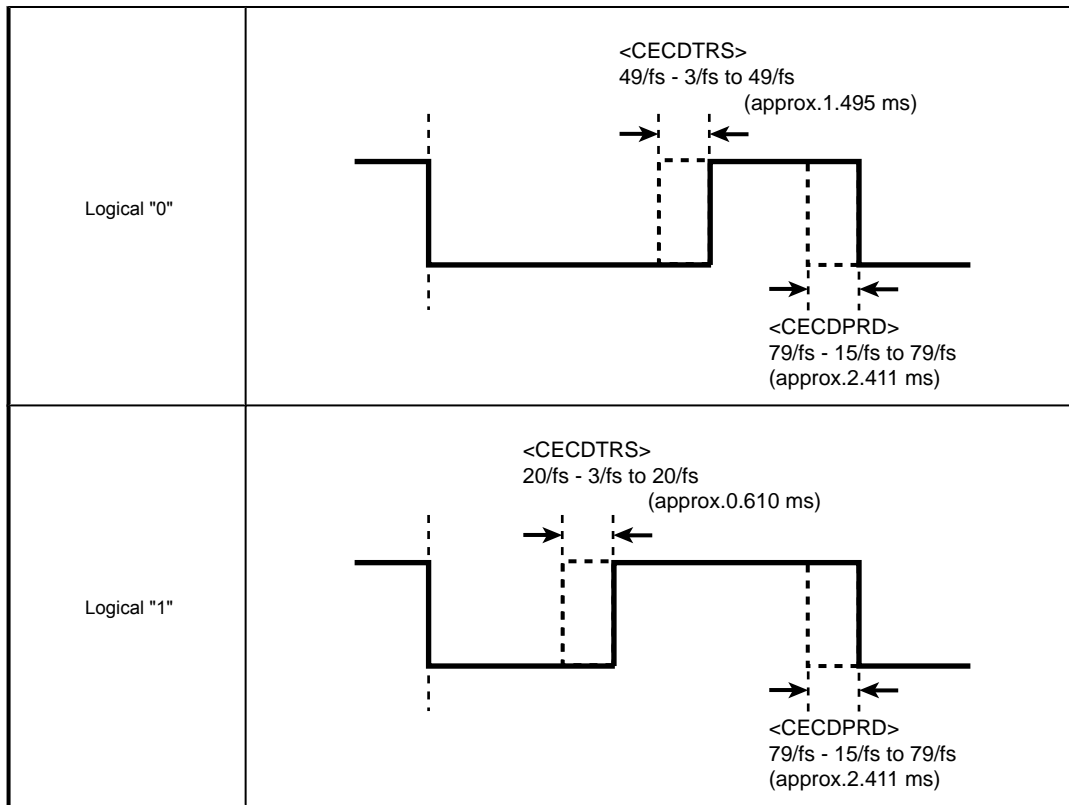 Logical "0"
<CECDTRS>
49/fs - 3/fs to 49/fs
(approx.1.495 ms)
<CECDPRD>
79/fs - 15/fs to 79/fs
(approx.2.411 ms)
Logical "1"
<CECDTRS>
20/fs - 3/fs to 20/fs
(approx.0.610 ms)
<CECDPRD>
79/fs - 15/fs to 79/fs
(approx.2.411 ms)